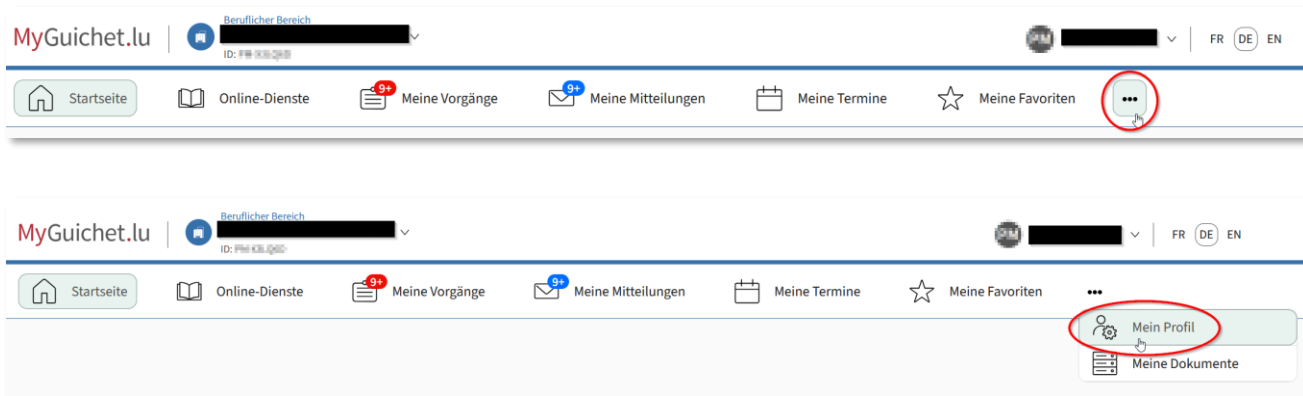 Beruflicher Bereich
MyGuichet.lu
ID:
FR DE EN
Startseite Online-Dienste 9+ Meine Vorgänge 9+ Meine Mitteilungen Meine Termine Meine Favoriten •••
Beruflicher Bereich
MyGuichet.lu
ID:
FR DE EN
Startseite Online-Dienste 9+ Meine Vorgänge 9+ Meine Mitteilungen Meine Termine Meine Favoriten •••
Mein Profil
Meine Dokumente